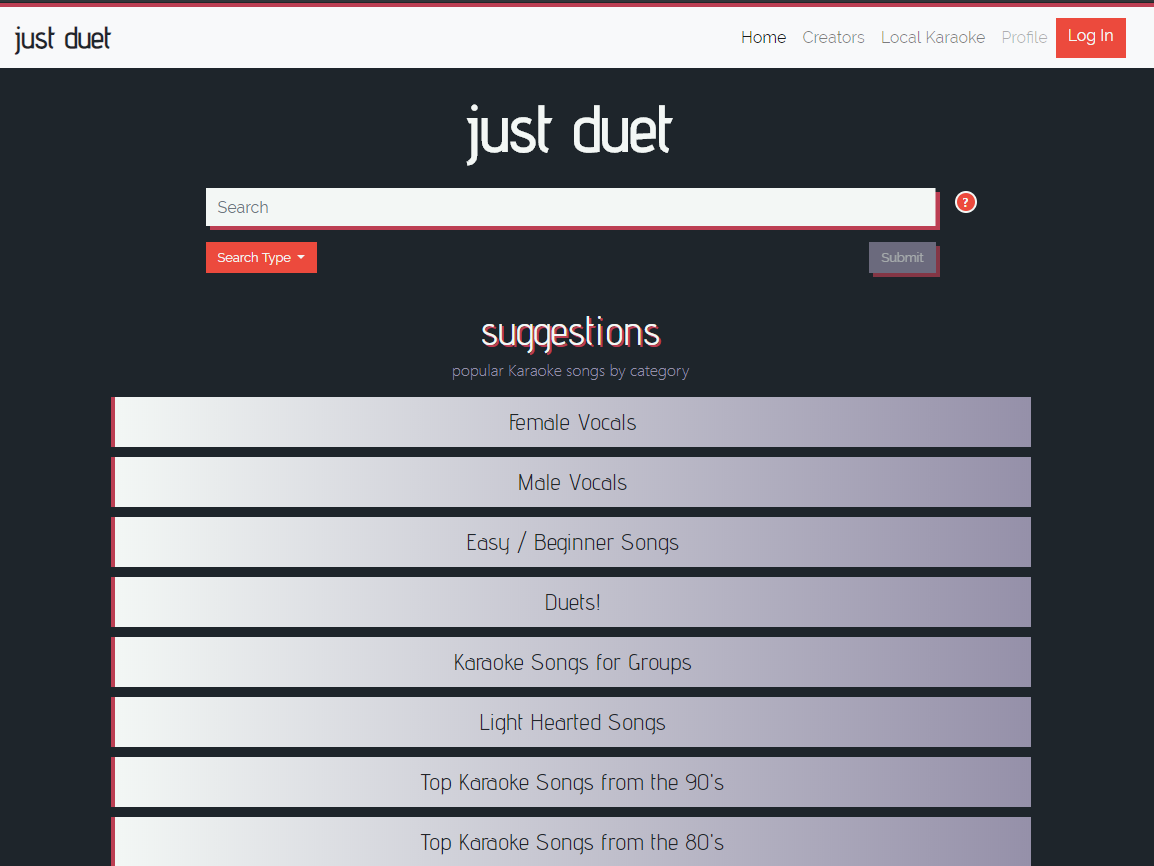 just duet
Home Creators Local Karaoke Profile Log In
just duet
Search
?
Search Type
Submit
suggestions
popular Karaoke songs by category
Female Vocals
Male Vocals
Easy / Beginner Songs
Duets!
Karaoke Songs for Groups
Light Hearted Songs
Top Karaoke Songs from the 90's
Top Karaoke Songs from the 80's